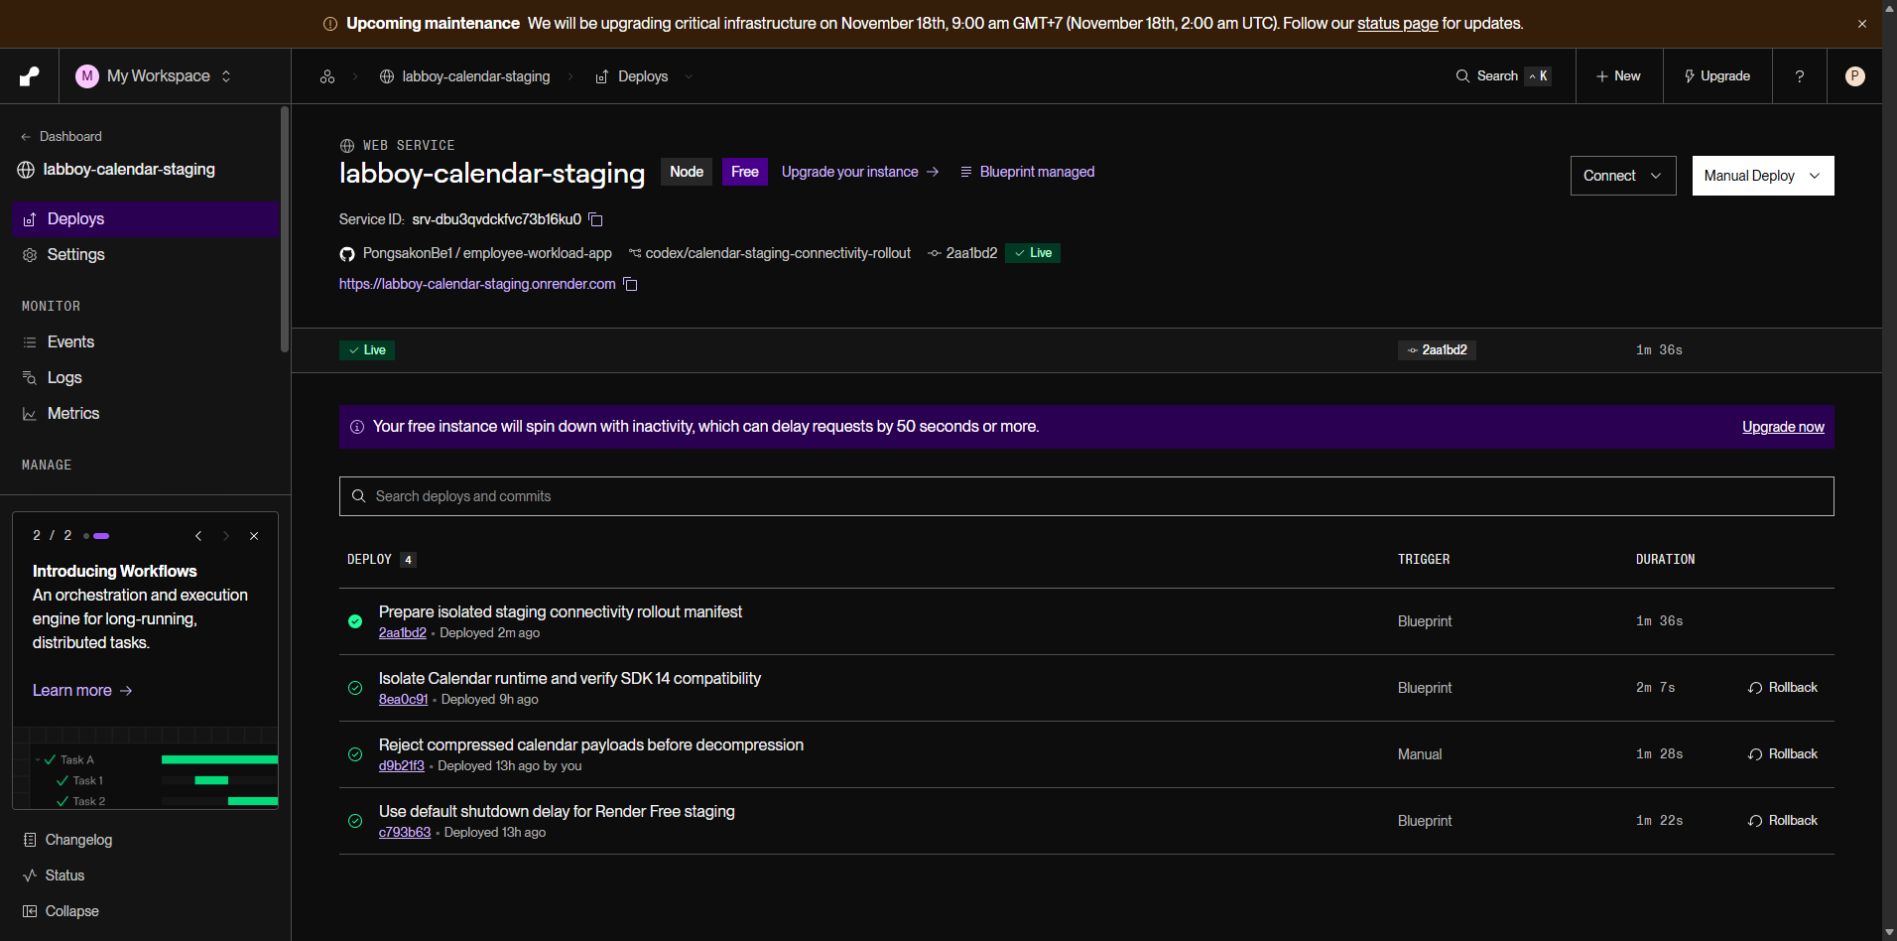 Upcoming maintenance We will be upgrading critical infrastructure on November 18th, 9:00 am GMT+7 (November 18th, 2:00 am UTC). Follow our status page for updates.
M My Workspace
labboy-calendar-staging
Deploys
Search ^ K
+ New
Upgrade
?
P
← Dashboard
labboy-calendar-staging
Deploys
Settings
MONITOR
Events
Logs
Metrics
MANAGE
2 / 2
Introducing Workflows
An orchestration and execution
engine for long-running,
distributed tasks.
Learn more →
Task A
Task 1
Task 2
Changelog
Status
Collapse
WEB SERVICE
labboy-calendar-staging Node Free Upgrade your instance → Blueprint managed
Connect
Manual Deploy
Service ID: srv-dbu3qvdckfvc73b16ku0
PongsakonBe1 / employee-workload-app codex/calendar-staging-connectivity-rollout 2aa1bd2 Live
https://labboy-calendar-staging.onrender.com
Live 2aa1bd2 1m 36s
Your free instance will spin down with inactivity, which can delay requests by 50 seconds or more. Upgrade now
Search deploys and commits
DEPLOY 4 TRIGGER DURATION
Prepare isolated staging connectivity rollout manifest
2aa1bd2 • Deployed 2m ago
Blueprint 1m 36s
Isolate Calendar runtime and verify SDK 14 compatibility
8ea0c91 • Deployed 9h ago
Blueprint 2m 7s Rollback
Reject compressed calendar payloads before decompression
d9b21f3 • Deployed 13h ago by you
Manual 1m 28s Rollback
Use default shutdown delay for Render Free staging
c793b63 • Deployed 13h ago
Blueprint 1m 22s Rollback